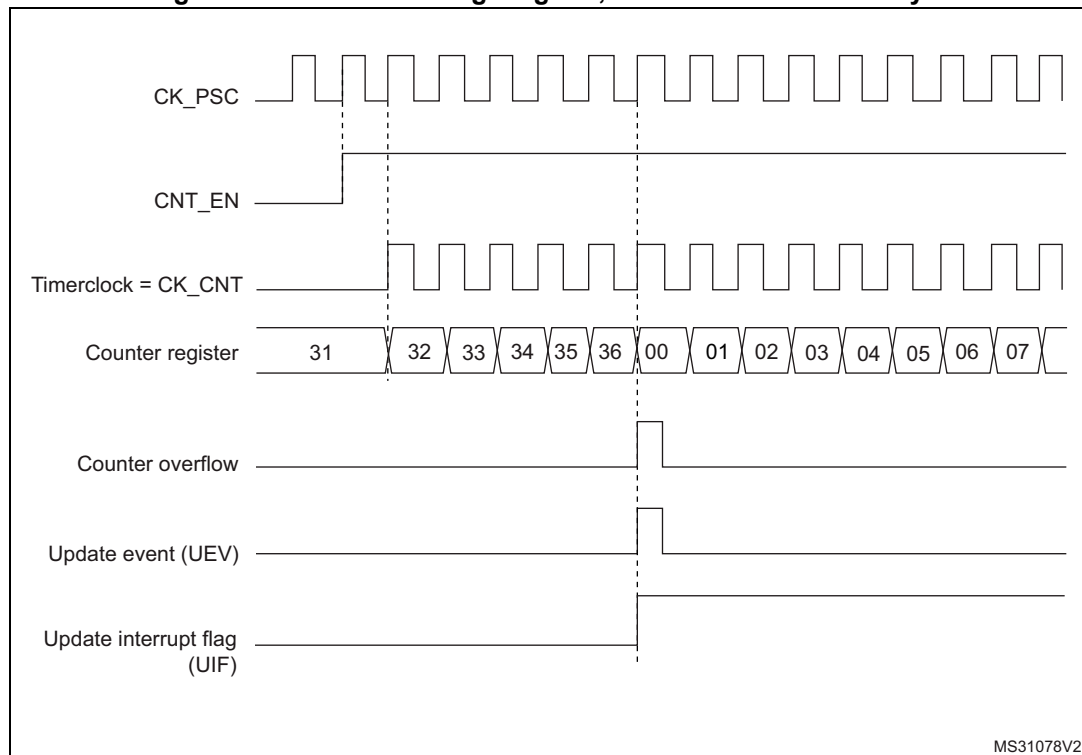 CK_PSC
CNT_EN
Timerclock = CK_CNT
Counter register 31 32 33 34 35 36 00 01 02 03 04 05 06 07
Counter overflow
Update event (UEV)
Update interrupt flag
(UIF)
MS31078V2